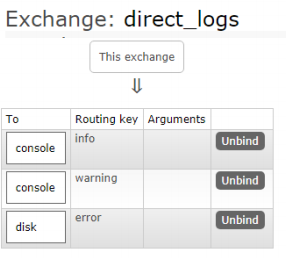 Exchange: direct_logs
This exchange
⇓
To Routing key Arguments
console info Unbind
console warning Unbind
disk error Unbind